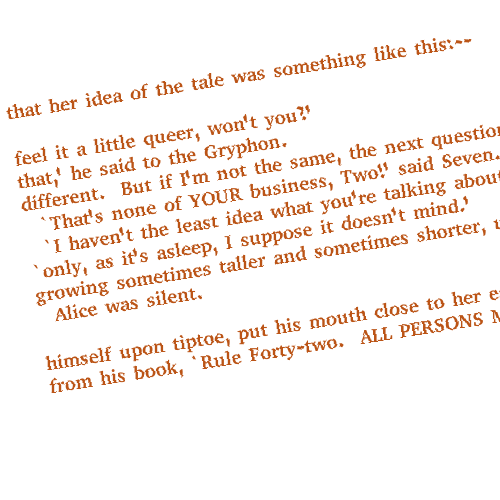 that her idea of the tale was something like this:--
feel it a little queer, won't you?'
that,' he said to the Gryphon.
different.  But if I'm not the same, the next question
`That's none of YOUR business, Two!' said Seven.
`I haven't the least idea what you're talking about
`only, as it's asleep, I suppose it doesn't mind.'
growing sometimes taller and sometimes shorter,
Alice was silent.
himself upon tiptoe, put his mouth close to her
from his book, `Rule Forty-two.  ALL PERSONS